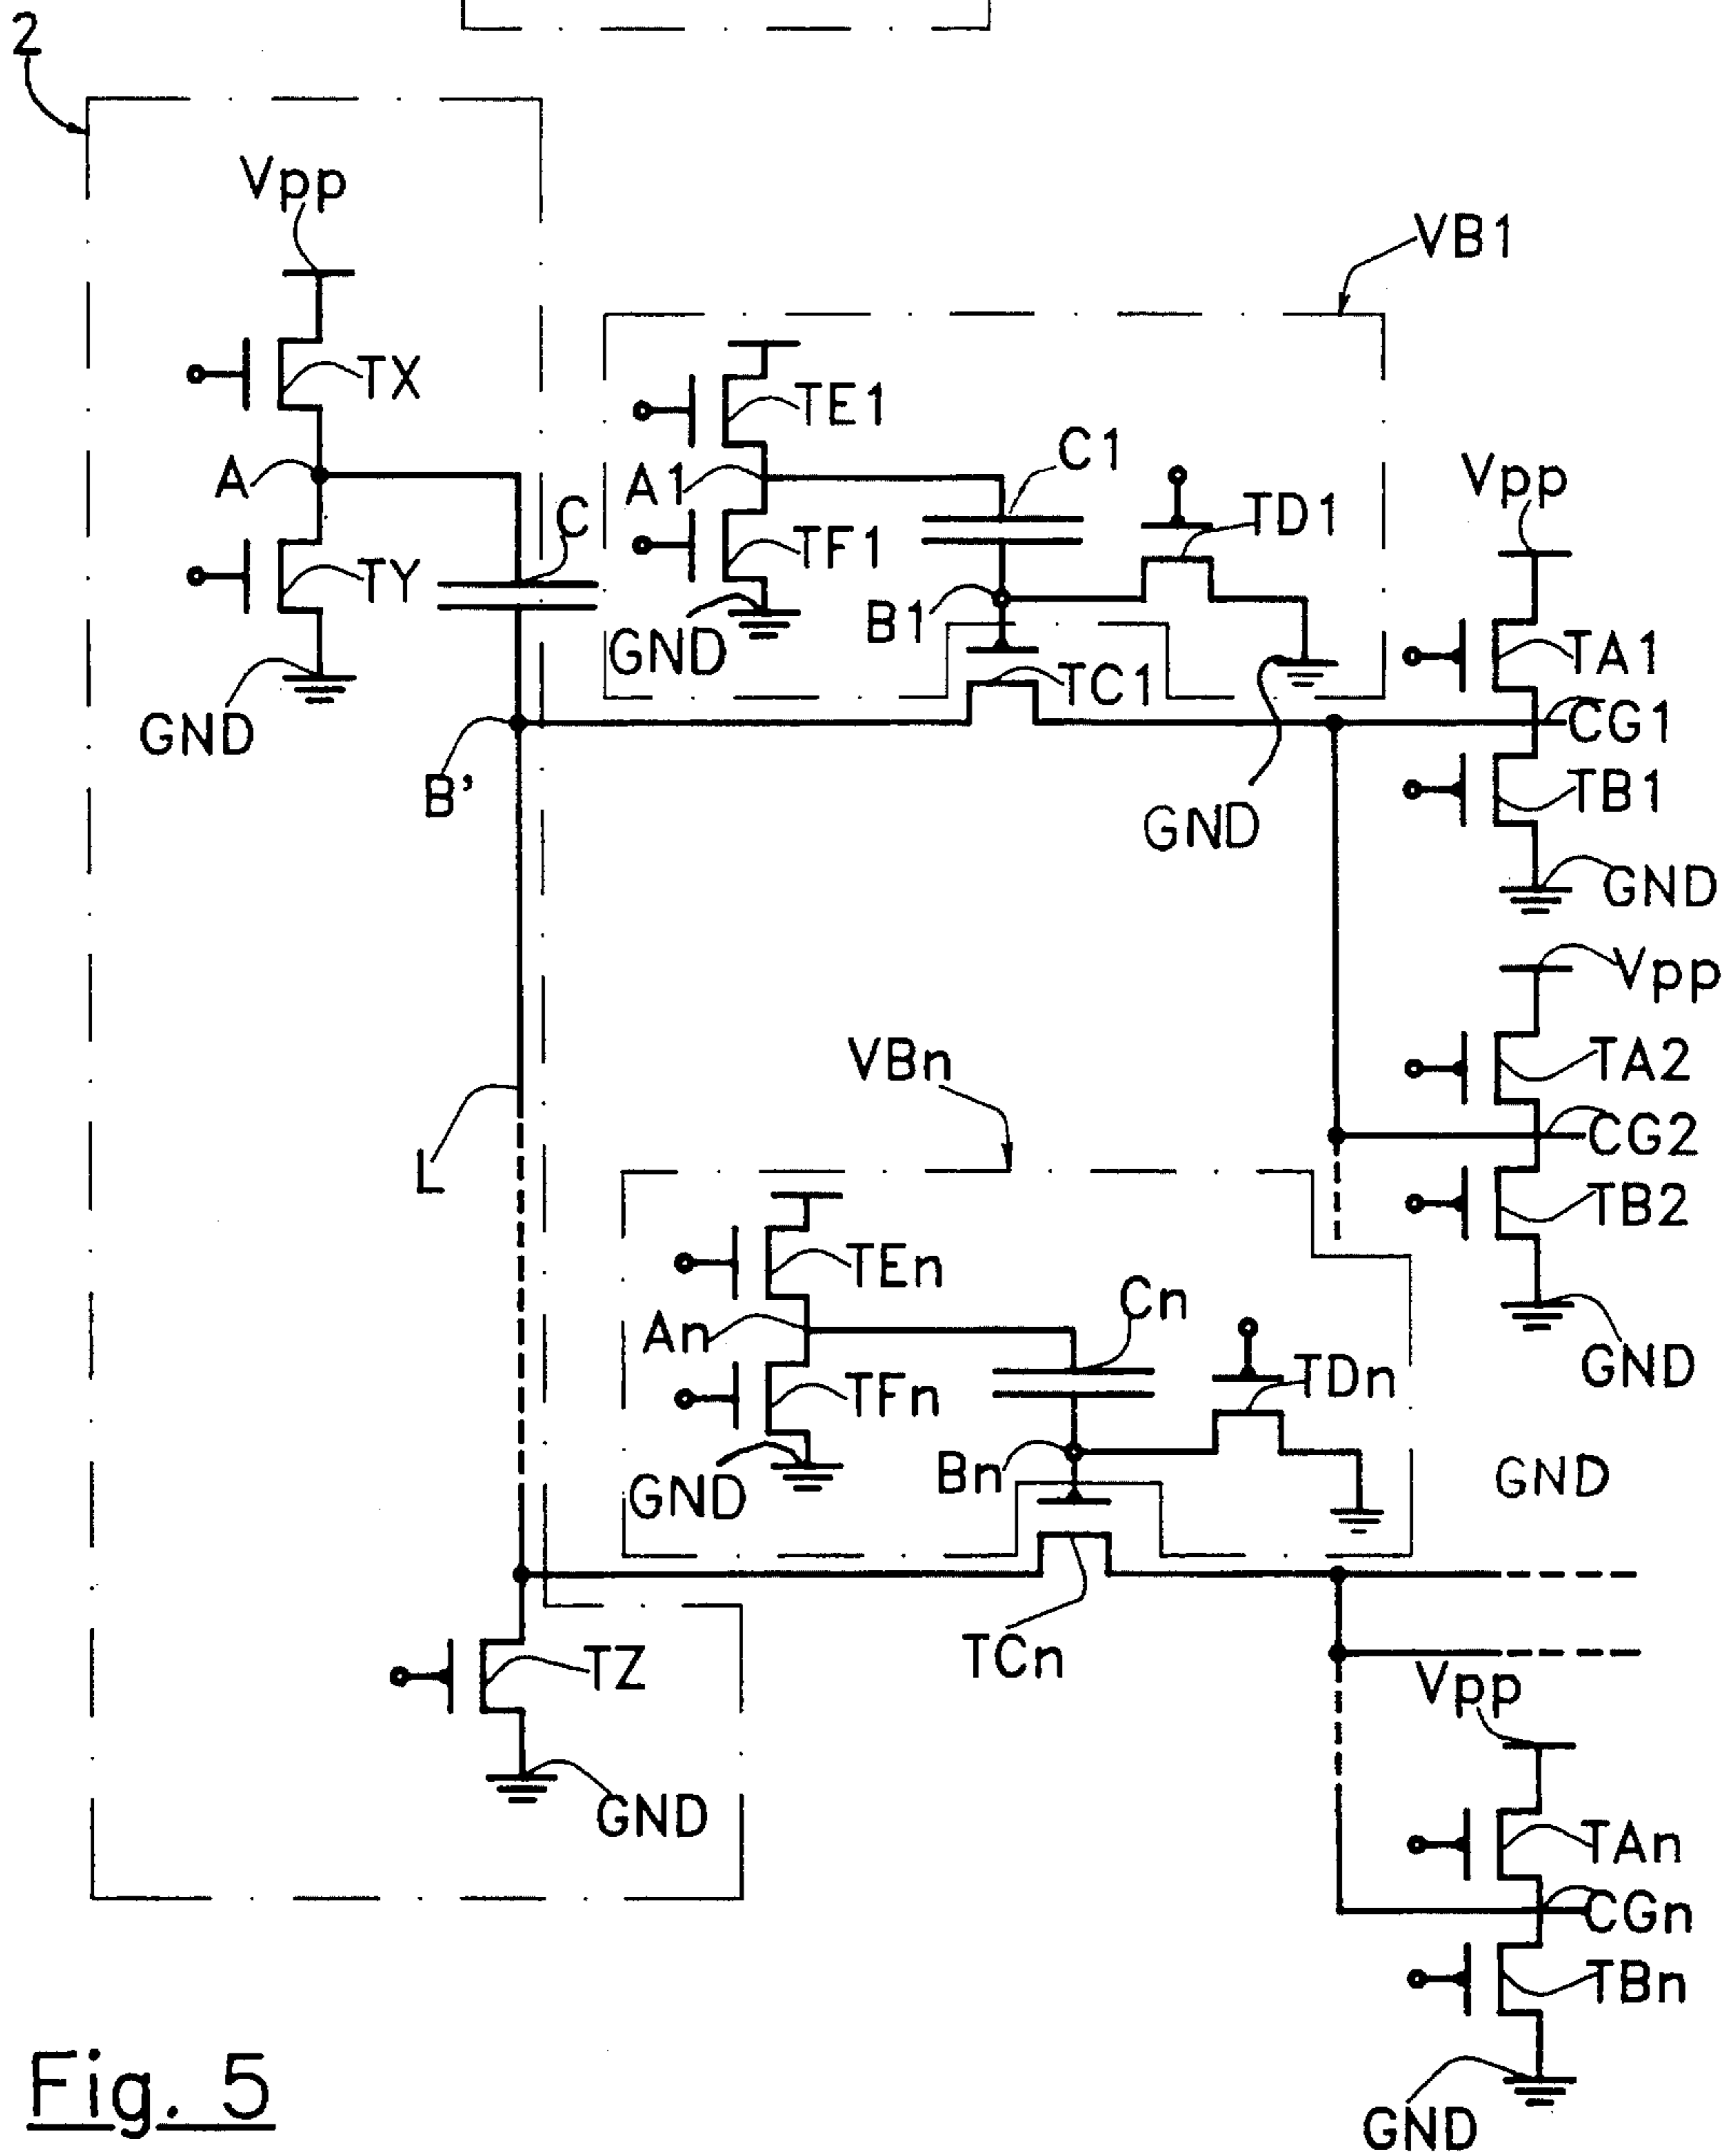 2
Vpp
VB1
TX
TE1
A
A1
C1
Vpp
C
TD1
TY
TF1
B1
GND
TA1
TC1
GND
CG1
B'
TB1
GND
GND
Vpp
VBn
TA2
CG2
L
TB2
TEn
Cn
An
GND
TDn
TFn
Bn
GND
GND
TZ
TCn
Vpp
GND
TAn
CGn
TBn
Fig. 5
GND